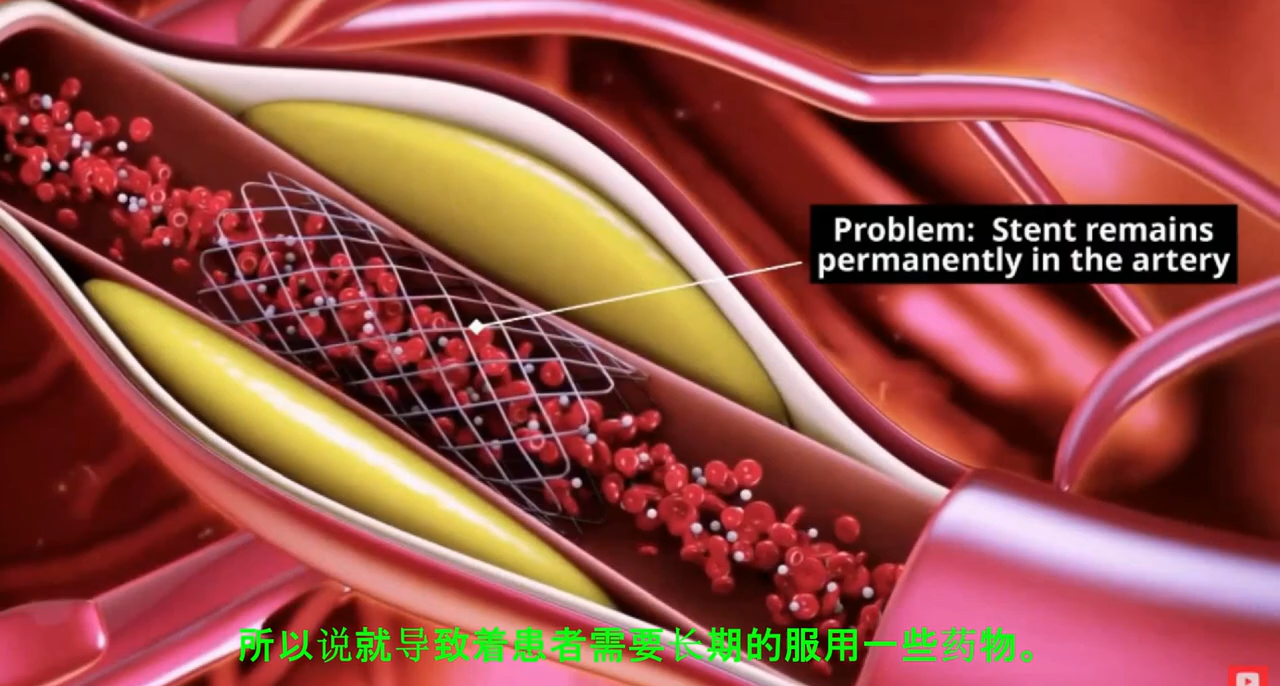 Problem: Stent remains
permanently in the artery
所以说就导致着患者需要长期的服用一些药物。